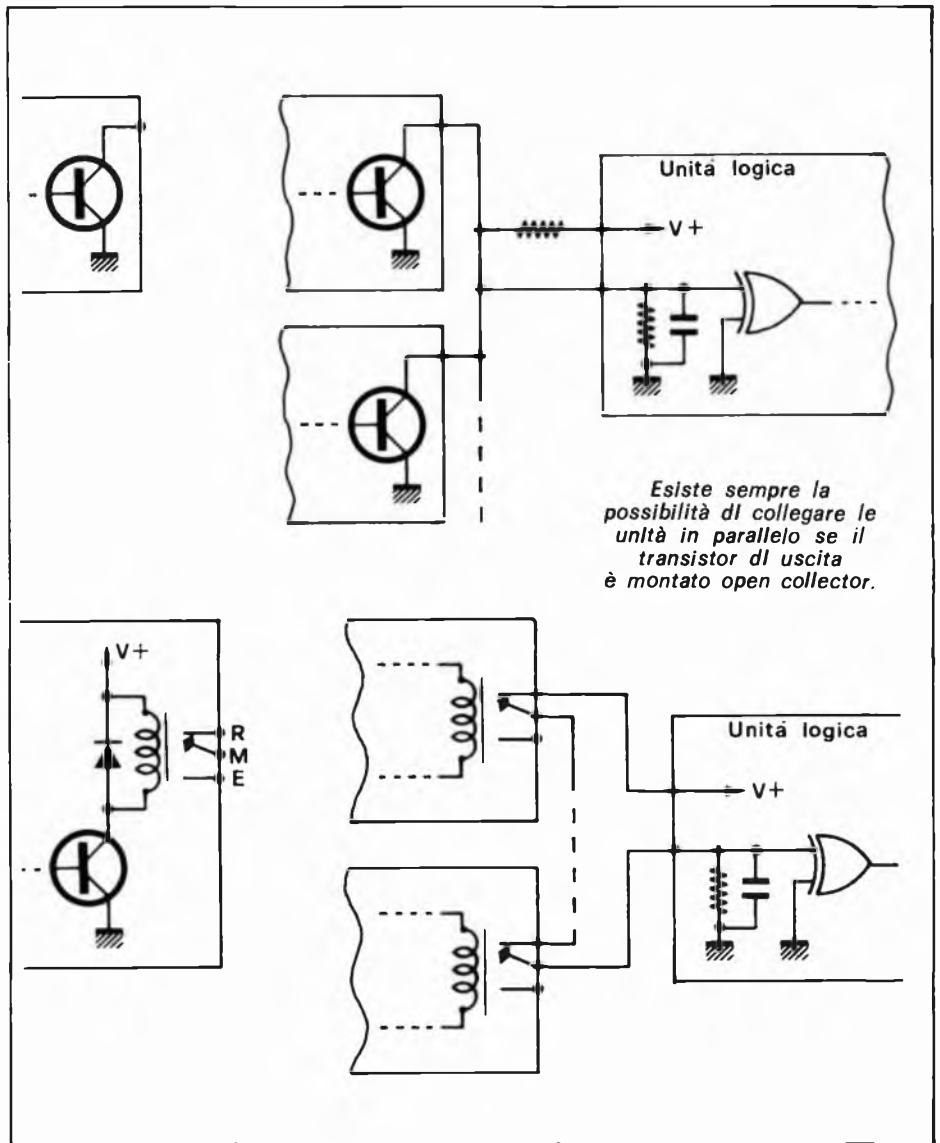 Unità logica
V+
Esiste sempre la
possibilità di collegare le
unità in parallelo se il
transistor di uscita
è montato open collector.
V+
R
M
E
Unità logica
V+